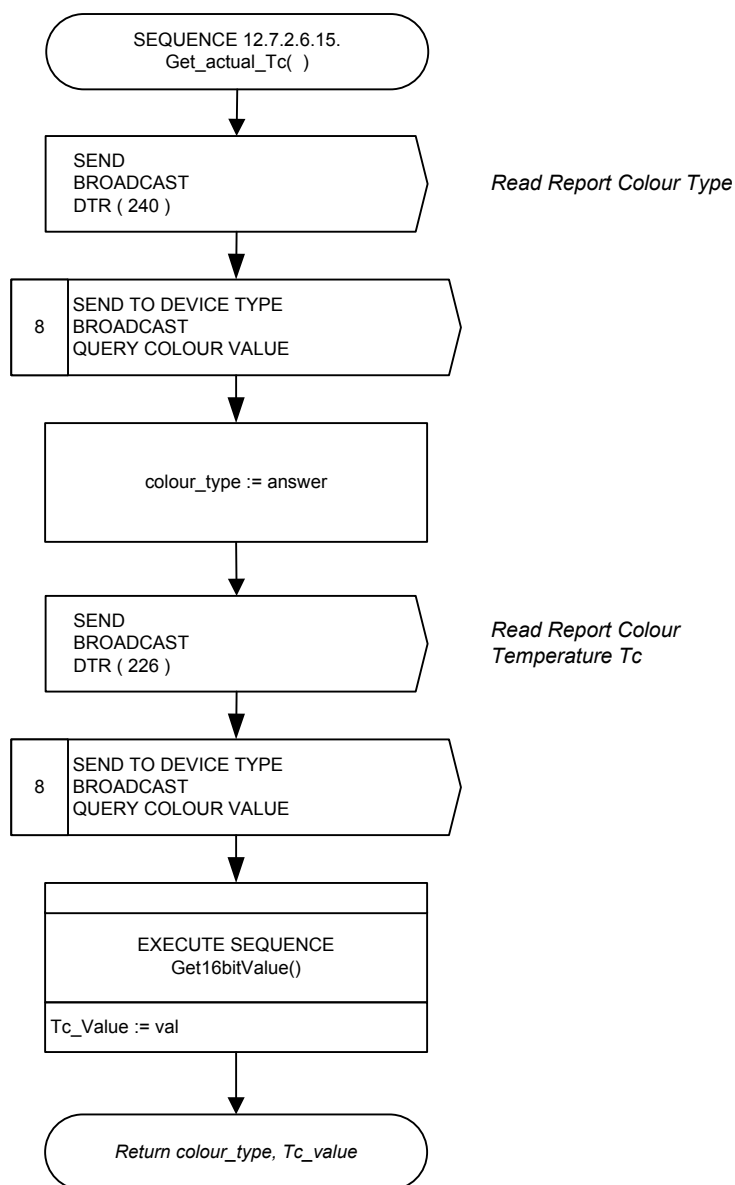 SEQUENCE 12.7.2.6.15.
Get_actual_Tc( )
SEND
BROADCAST
DTR ( 240 )
Read Report Colour Type
8
SEND TO DEVICE TYPE
BROADCAST
QUERY COLOUR VALUE
colour_type := answer
SEND
BROADCAST
DTR ( 226 )
Read Report Colour
Temperature Tc
8
SEND TO DEVICE TYPE
BROADCAST
QUERY COLOUR VALUE
EXECUTE SEQUENCE
Get16bitValue()
Tc_Value := val
Return colour_type, Tc_value